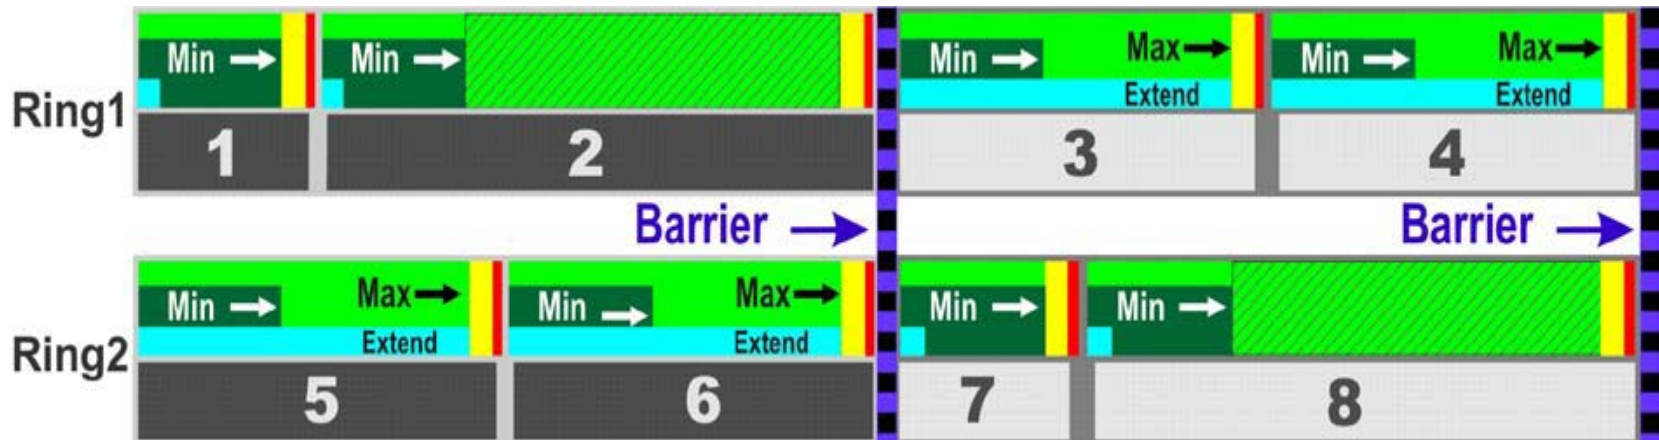 Min Min Max Min Max Min
Ring1 Extend Extend
1 2 3 4
Barrier Barrier
Min Max Min Max Min Min
Ring2 Extend Extend
5 6 7 8